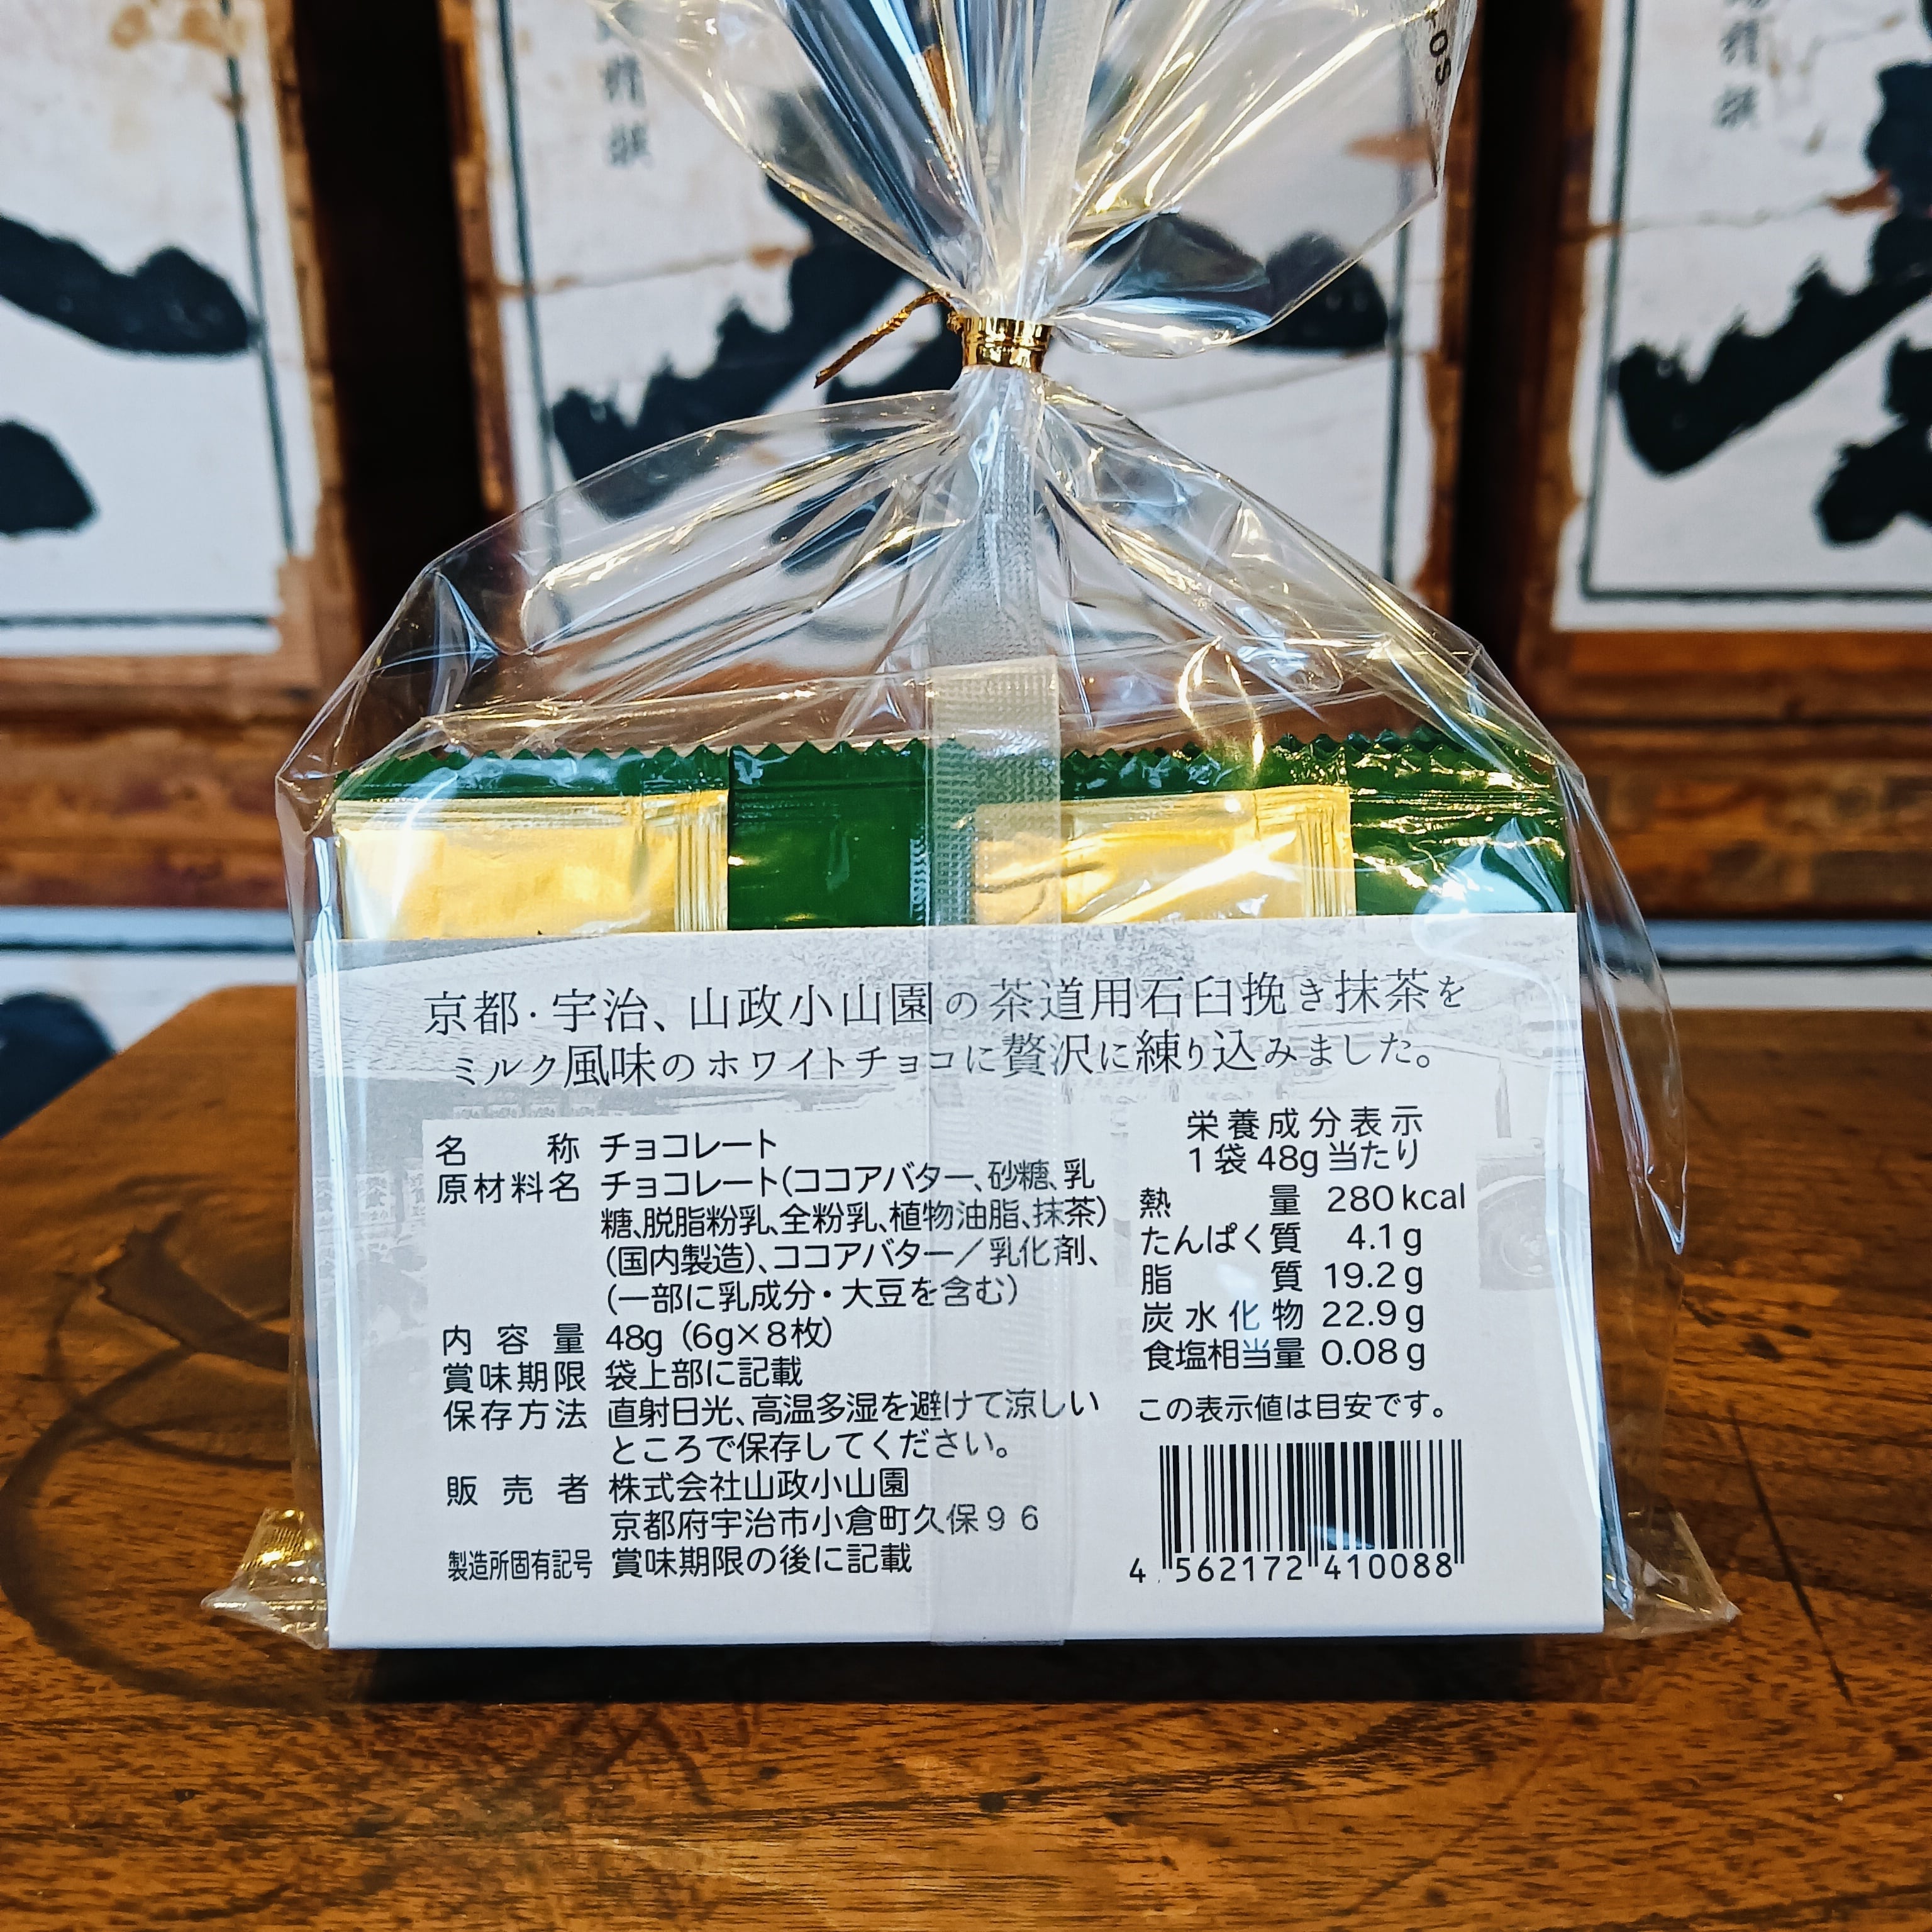 京都・宇治、山政小山園の茶道用石臼挽き抹茶を
ミルク風味のホワイトチョコに贅沢に練り込みました。
名称 チョコレート
原材料名 チョコレート(ココアバター、砂糖、乳
糖、脱脂粉乳、全粉乳、植物油脂、抹茶)
(国内製造)、ココアバター／乳化剤、
(一部に乳成分・大豆を含む)
内容量 48g (6g×8枚)
賞味期限 袋上部に記載
保存方法 直射日光、高温多湿を避けて涼しい
ところで保存してください。
販売者 株式会社山政小山園
京都府宇治市小倉町久保９６
製造所固有記号 賞味期限の後に記載
栄養成分表示
1袋48g当たり
熱量 280kcal
たんぱく質 4.1g
脂質 19.2g
炭水化物 22.9g
食塩相当量 0.08g
この表示値は目安です。
4 562172 410088